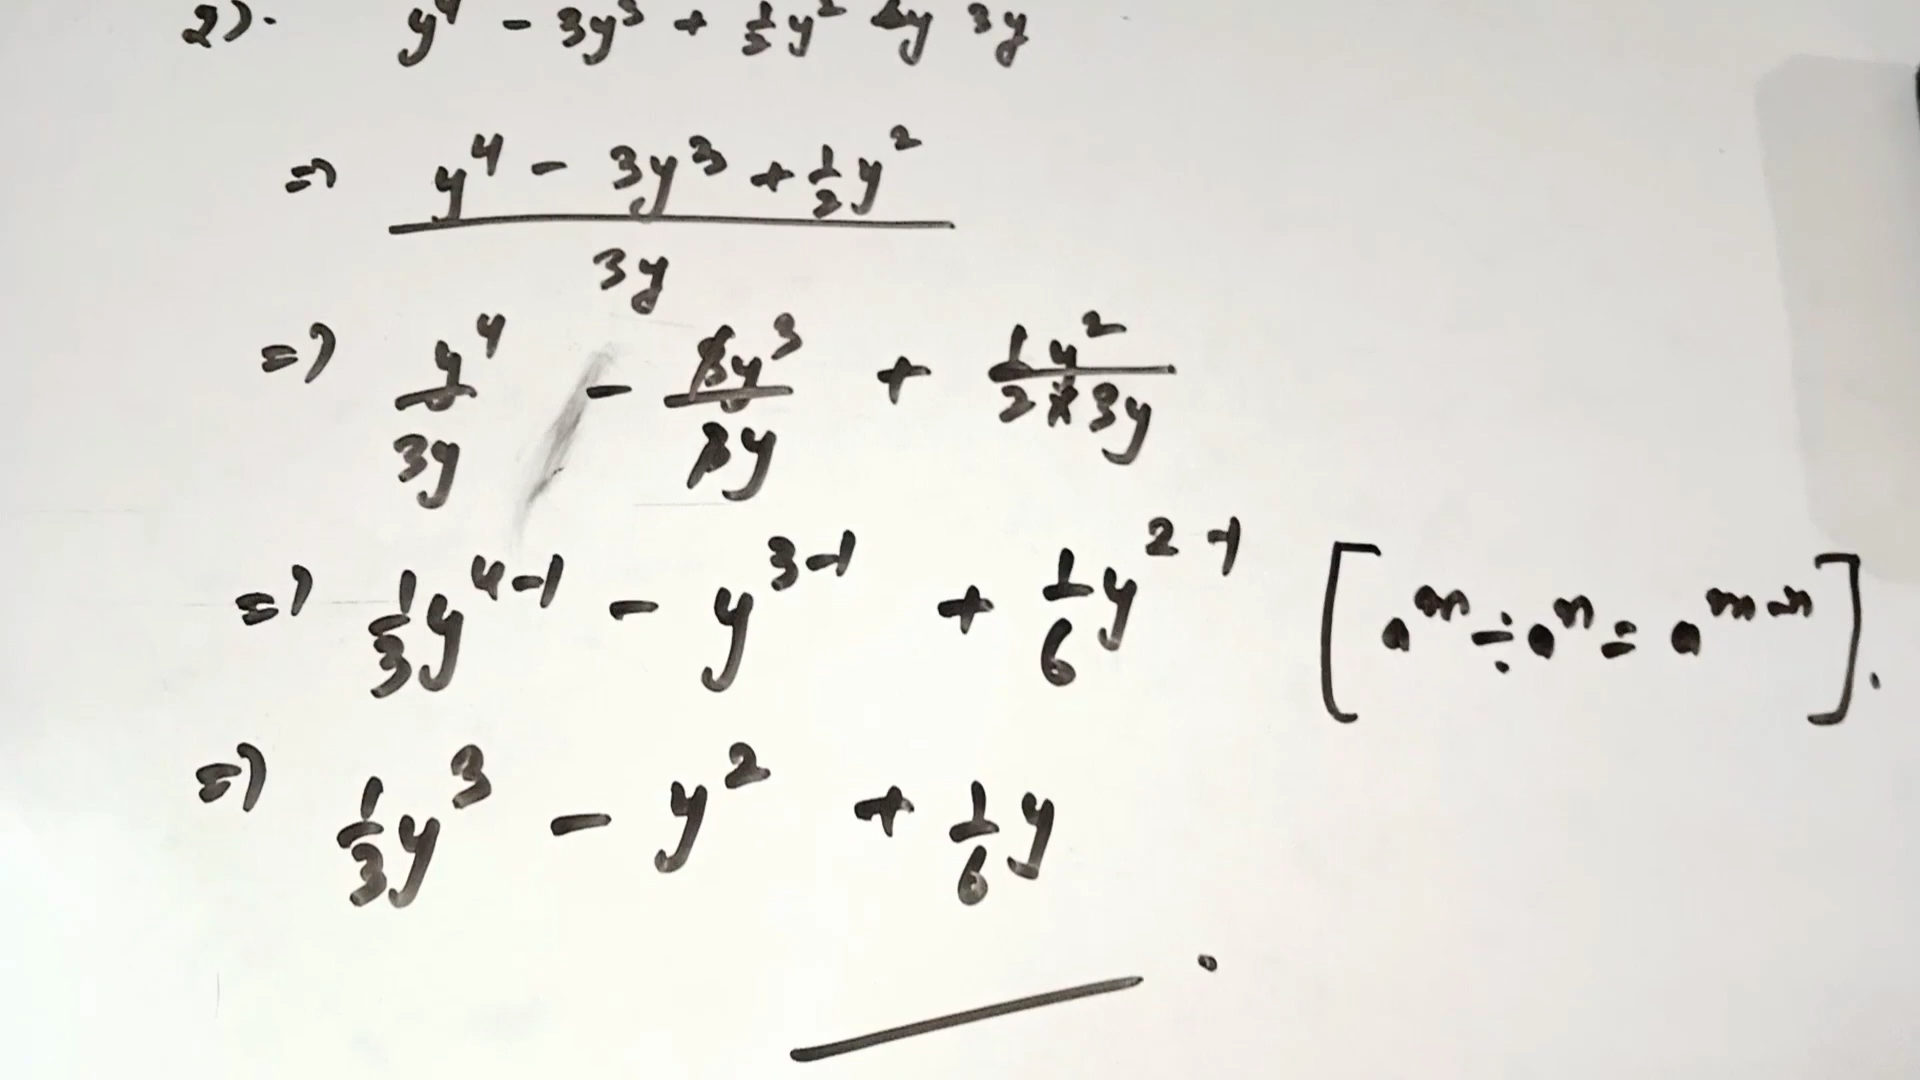 2). y⁴ - 3y³ + ½y² by 3y
=> y⁴ - 3y³ + ½y²
3y
=> y⁴/3y - 3y³/3y + 1y²/2×3y
=> ⅓y⁴⁻¹ - y³⁻¹ + ⅙y²⁻¹ [aᵐ ÷ aⁿ = aᵐ⁻ⁿ].
=> ⅓y³ - y² + ⅙y